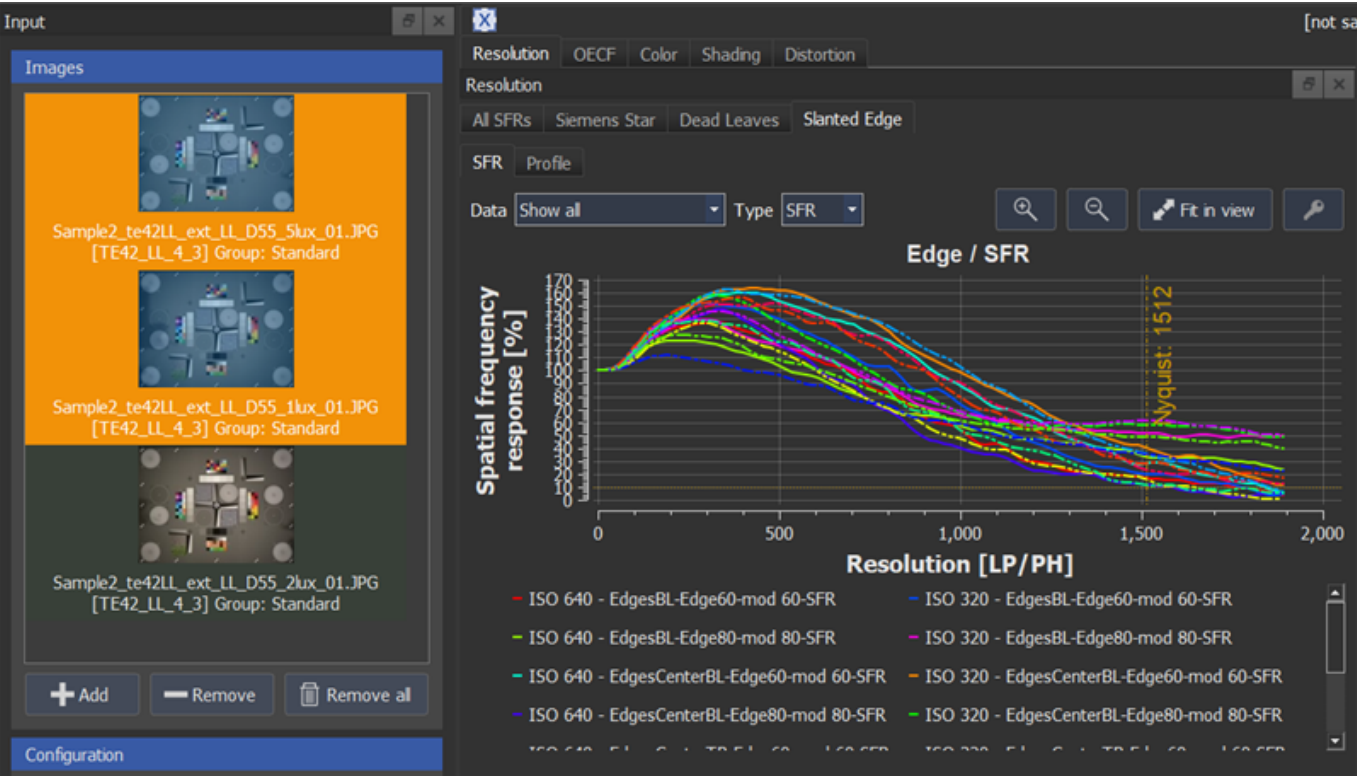 Input
Images
Sample2_te42LL_ext_LL_D55_5lux_01.JPG
[TE42_LL_4_3] Group: Standard
Sample2_te42LL_ext_LL_D55_1lux_01.JPG
[TE42_LL_4_3] Group: Standard
Sample2_te42LL_ext_LL_D55_2lux_01.JPG
[TE42_LL_4_3] Group: Standard
Add
Remove
Remove all
Configuration
X
[not sa
Resolution OECF Color Shading Distortion
Resolution
All SFRs Siemens Star Dead Leaves Slanted Edge
SFR Profile
Data Show all Type SFR Fit in view
Edge / SFR
Spatial frequency
response [%]
170
160
150
140
130
120
110
100
90
80
70
60
50
40
30
20
10
0
Nyquist: 1512
0 500 1,000 1,500 2,000
Resolution [LP/PH]
ISO 640 - EdgesBL-Edge60-mod 60-SFR ISO 320 - EdgesBL-Edge60-mod 60-SFR
ISO 640 - EdgesBL-Edge80-mod 80-SFR ISO 320 - EdgesBL-Edge80-mod 80-SFR
ISO 640 - EdgesCenterBL-Edge60-mod 60-SFR ISO 320 - EdgesCenterBL-Edge60-mod 60-SFR
ISO 640 - EdgesCenterBL-Edge80-mod 80-SFR ISO 320 - EdgesCenterBL-Edge80-mod 80-SFR